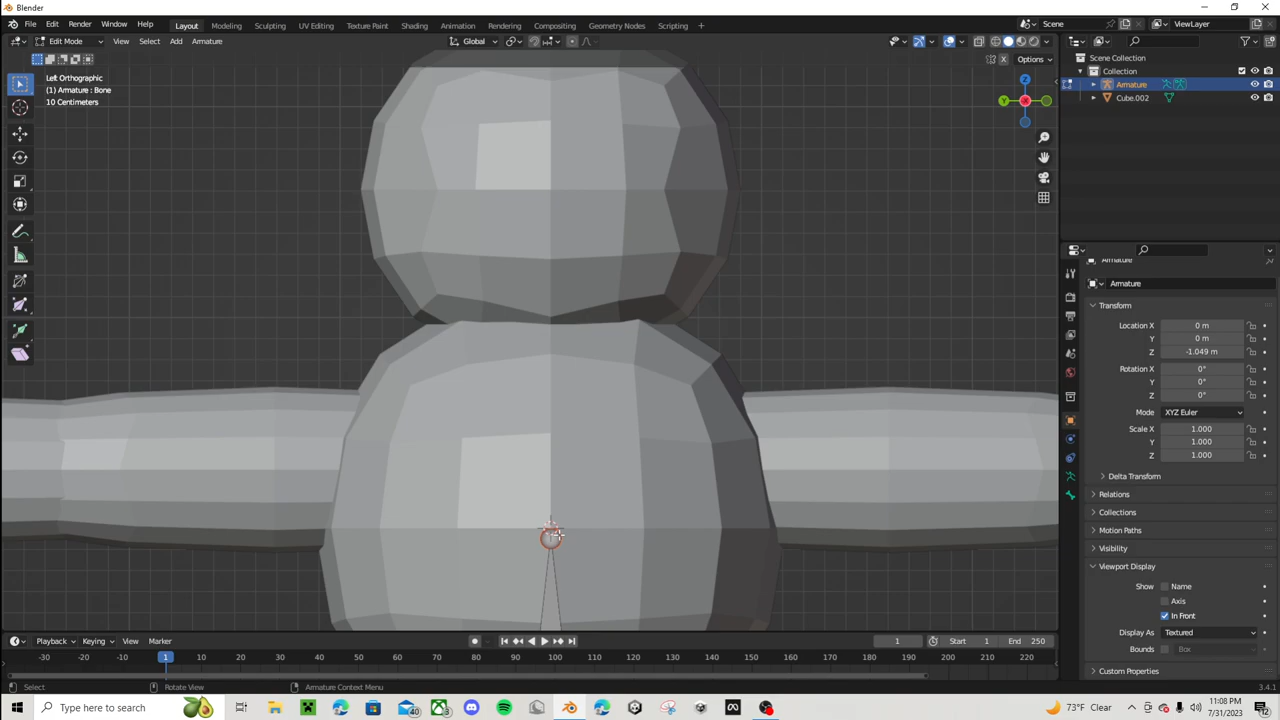 Blender
File Edit Render Window Help Layout Modeling Sculpting UV Editing Texture Paint Shading Animation Rendering Compositing Geometry Nodes Scripting + Scene ViewLayer
Edit Mode View Select Add Armature Global
X Options
Left Orthographic
(1) Armature : Bone
10 Centimeters
Z
Y
X
Scene Collection
Collection
Armature
Cube.002
Armature
Armature
Transform
Location X 0 m
Y 0 m
Z -1.049 m
Rotation X 0°
Y 0°
Z 0°
Mode XYZ Euler
Scale X 1.000
Y 1.000
Z 1.000
Delta Transform
Relations
Collections
Motion Paths
Visibility
Viewport Display
Show Name
Axis
In Front
Display As Textured
Bounds Box
Custom Properties
Playback Keying View Marker 1 Start 1 End 250
-30 -20 -10 1 10 20 30 40 50 60 70 80 90 100 110 120 130 140 150 160 170 180 190 200 210 220
Select Rotate View Armature Context Menu 3.4.1
Type here to search 40 3 73°F Clear 11:08 PM
7/31/2023